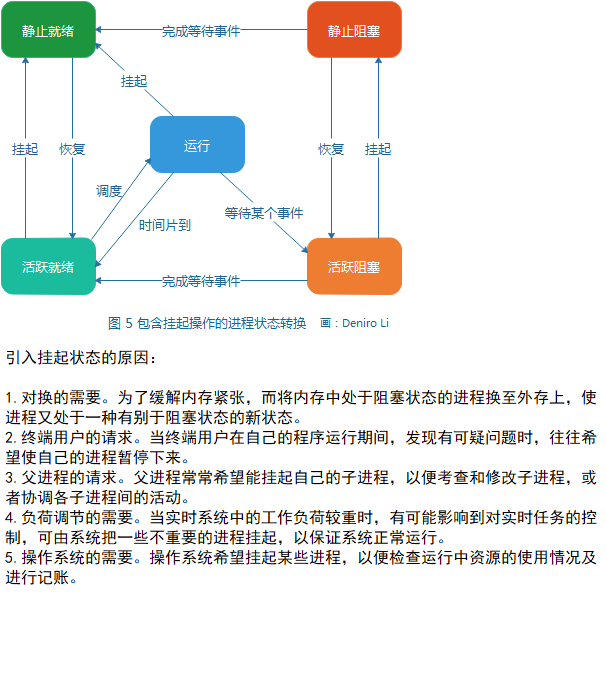 静止就绪
完成等待事件
静止阻塞
挂起
运行
挂起
恢复
恢复
挂起
调度
时间片到
等待某个事件
活跃就绪
完成等待事件
活跃阻塞
图 5 包含挂起操作的进程状态转换 画：Deniro Li
引入挂起状态的原因：
1.对换的需要。为了缓解内存紧张，而将内存中处于阻塞状态的进程换至外存上，使
进程又处于一种有别于阻塞状态的新状态。
2.终端用户的请求。当终端用户在自己的程序运行期间，发现有可疑问题时，往往希
望使自己的进程暂停下来。
3.父进程的请求。父进程常常希望能挂起自己的子进程，以便考查和修改子进程，或
者协调各子进程间的活动。
4.负荷调节的需要。当实时系统中的工作负荷较重时，有可能影响到对实时任务的控
制，可由系统把一些不重要的进程挂起，以保证系统正常运行。
5.操作系统的需要。操作系统希望挂起某些进程，以便检查运行中资源的使用情况及
进行记账。